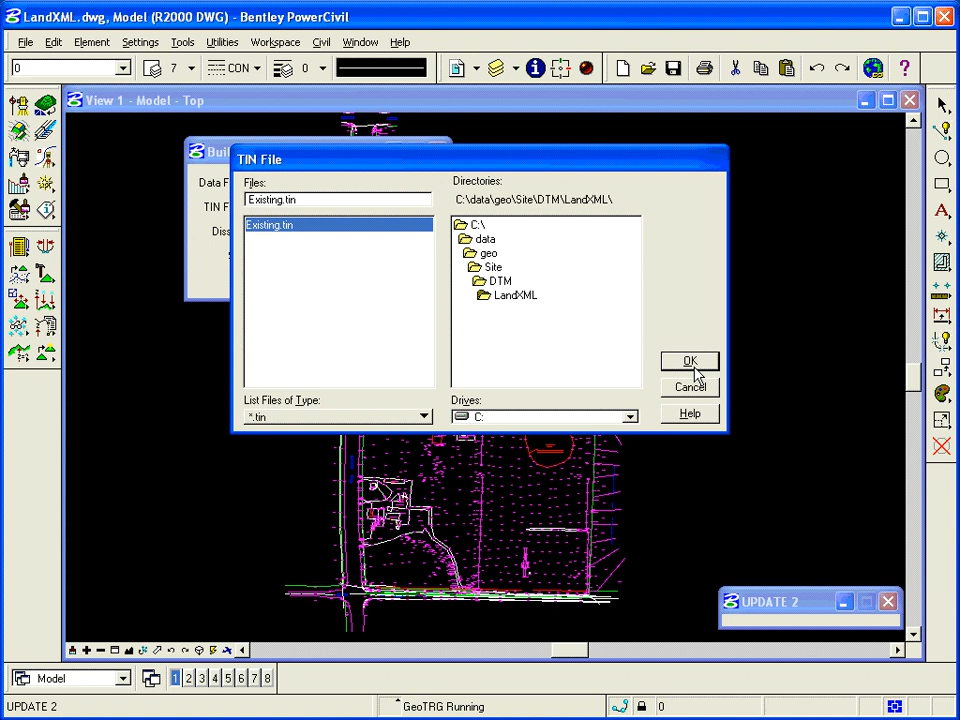 LandXML.dwg, Model (R2000 DWG) - Bentley PowerCivil
File Edit Element Settings Tools Utilities Workspace Civil Window Help
0 7 CON 0
View 1 - Model - Top
Buil
TIN File
Data F
TIN F
Diss
Files:
Existing.tin
Existing.tin
Directories:
C:\data\geo\Site\DTM\LandXML\
C:\
data
geo
Site
DTM
LandXML
OK
Cancel
Help
List Files of Type:
*.tin
Drives:
C:
UPDATE 2
Model 1 2 3 4 5 6 7 8
UPDATE 2 GeoTRG Running 0